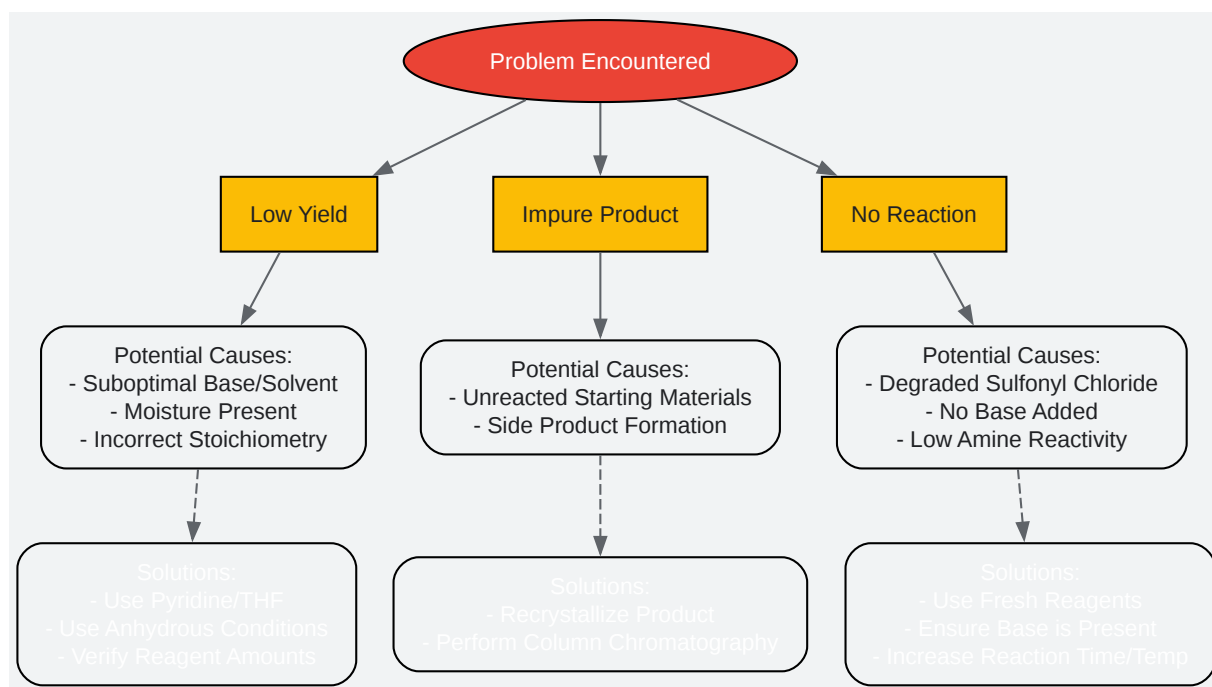 Problem Encountered
Low Yield
Impure Product
No Reaction
Potential Causes:
- Suboptimal Base/Solvent
- Moisture Present
- Incorrect Stoichiometry
Potential Causes:
- Unreacted Starting Materials
- Side Product Formation
Potential Causes:
- Degraded Sulfonyl Chloride
- No Base Added
- Low Amine Reactivity
Solutions:
- Use Pyridine/THF
- Use Anhydrous Conditions
- Verify Reagent Amounts
Solutions:
- Recrystallize Product
- Perform Column Chromatography
Solutions:
- Use Fresh Reagents
- Ensure Base is Present
- Increase Reaction Time/Temp